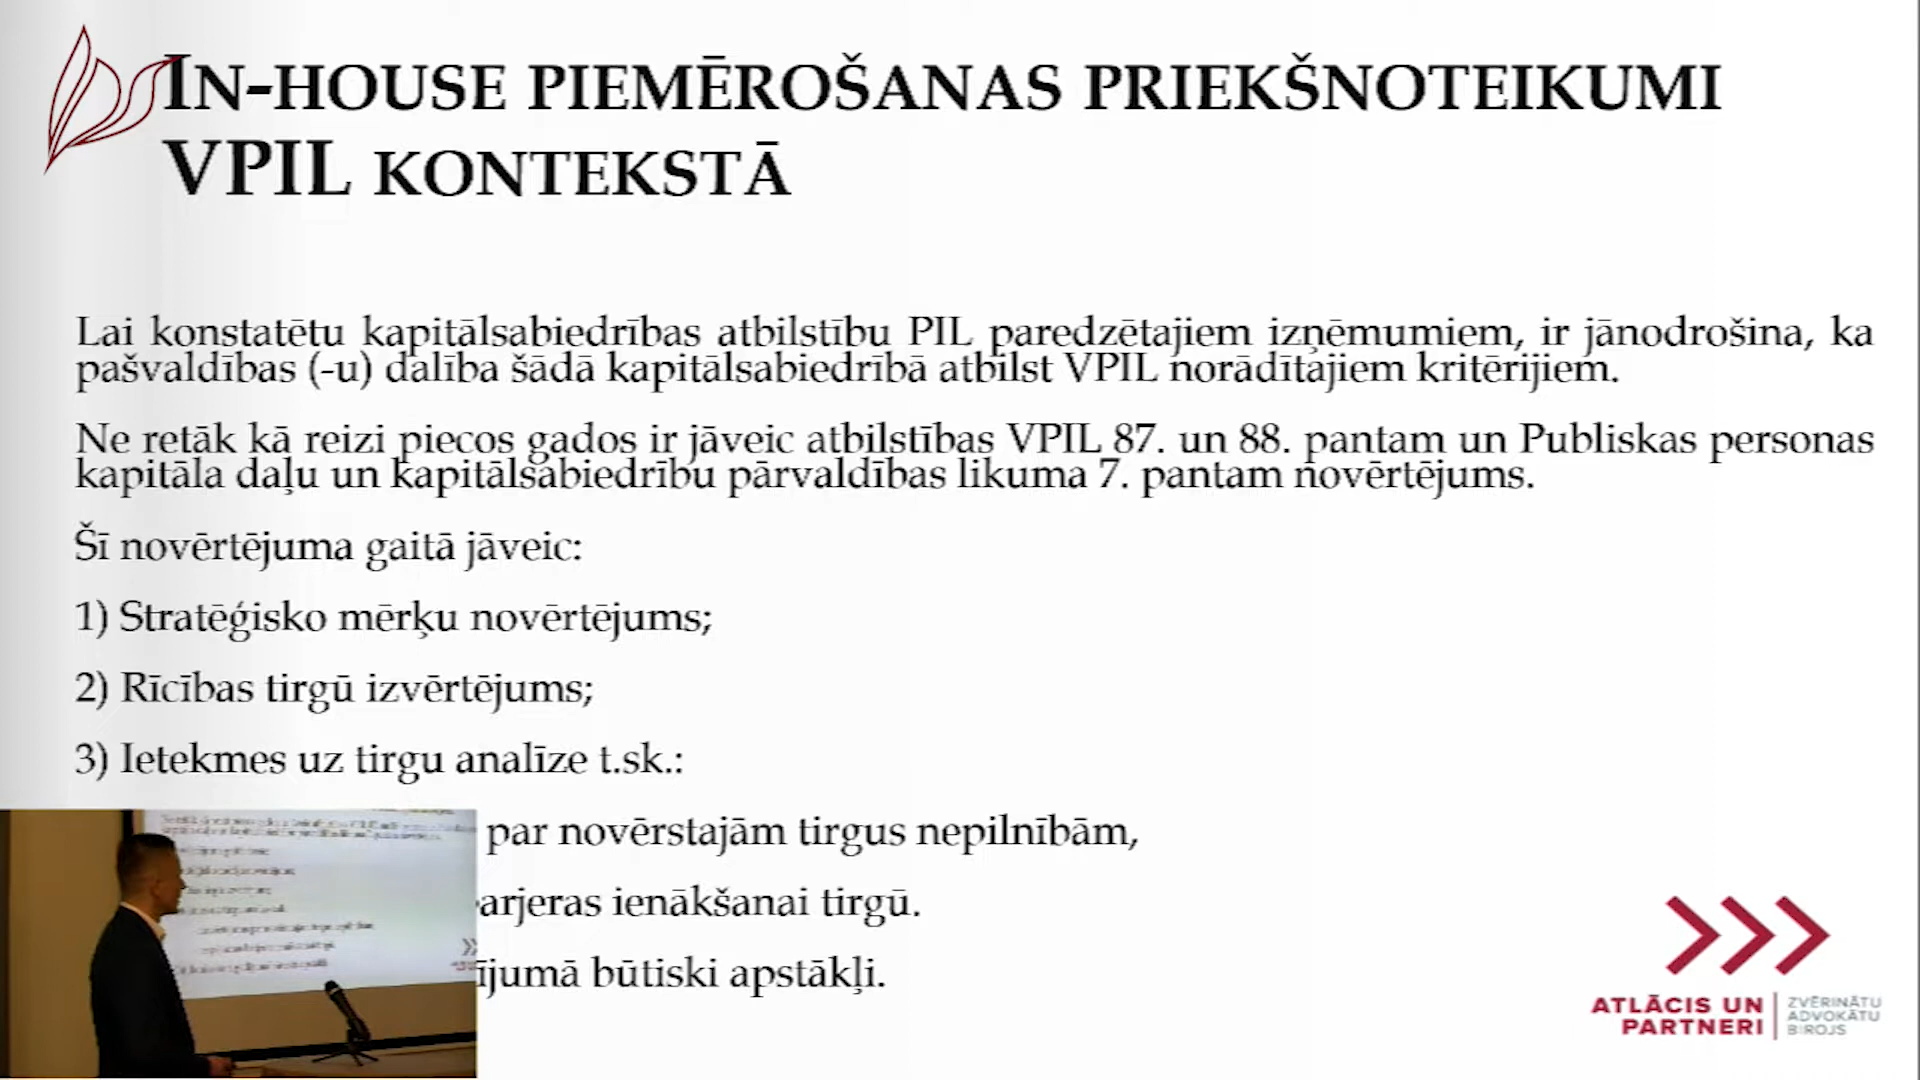 IN-HOUSE PIEMĒROŠANAS PRIEKŠNOTEIKUMI
VPIL KONTEKSTĀ
Lai konstatētu kapitālsabiedrības atbilstību PIL paredzētajiem izņēmumiem, ir jānodrošina, ka
pašvaldības (-u) dalība šādā kapitālsabiedrībā atbilst VPIL norādītajiem kritērijiem.
Ne retāk kā reizi piecos gados ir jāveic atbilstības VPIL 87. un 88. pantam un Publiskas personas
kapitāla daļu un kapitālsabiedrību pārvaldības likuma 7. pantam novērtējums.
Šī novērtējuma gaitā jāveic:
1) Stratēģisko mērķu novērtējums;
2) Rīcības tirgū izvērtējums;
3) Ietekmes uz tirgu analīze t.sk.:
par novērstajām tirgus nepilnībām,
arjeras ienākšanai tirgū.
ījumā būtiski apstākļi.
ATLĀCIS UN
PARTNERI
ZVĒRINĀTU
ADVOKĀTU
BIROJS